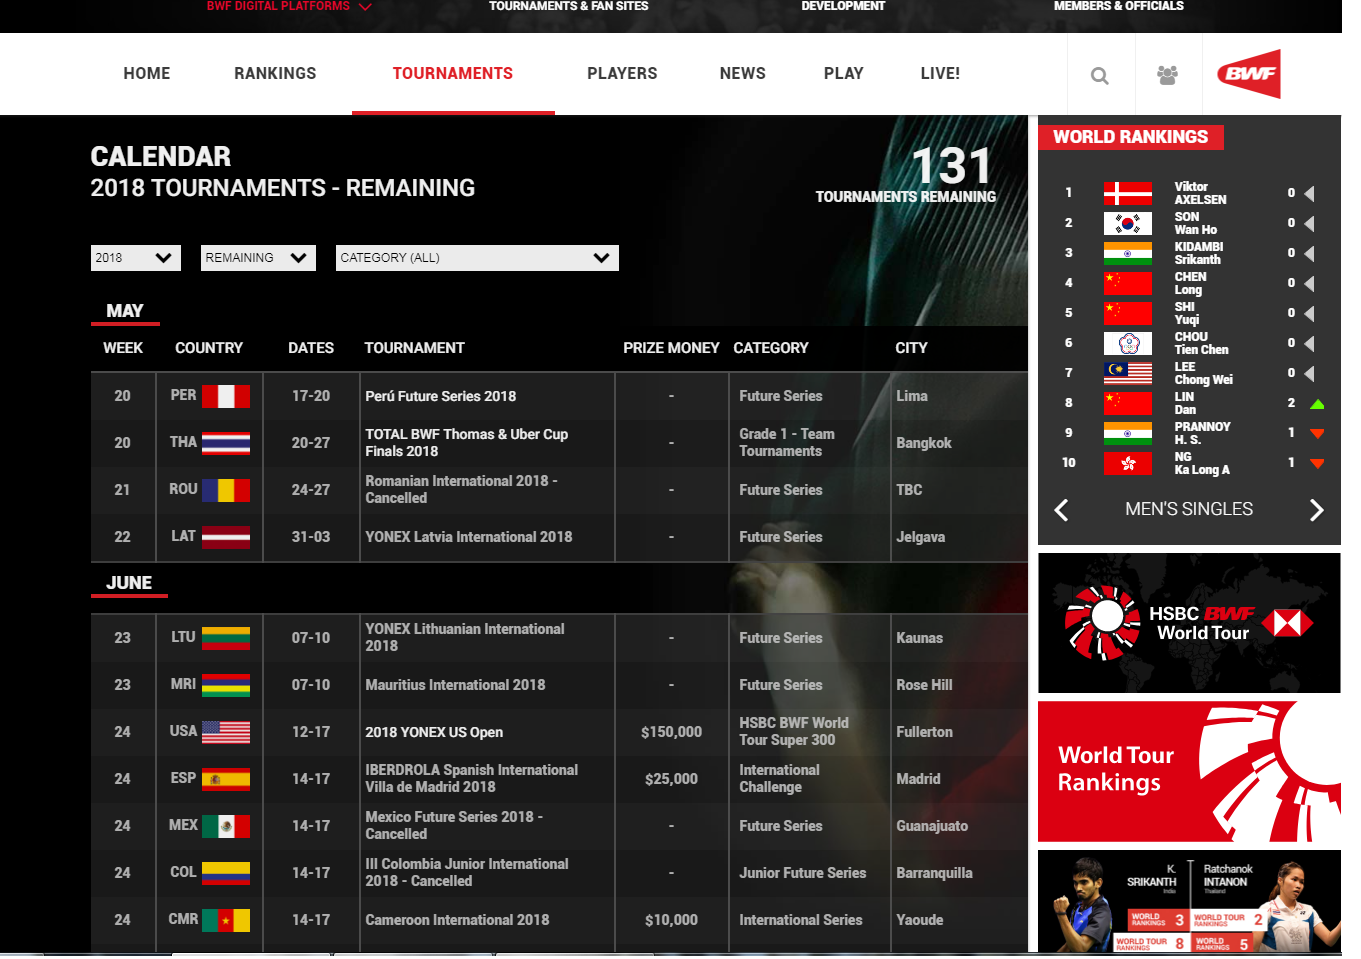 BWF DIGITAL PLATFORMS
TOURNAMENTS & FAN SITES
DEVELOPMENT
MEMBERS & OFFICIALS
HOME
RANKINGS
TOURNAMENTS
PLAYERS
NEWS
PLAY
LIVE!
BWF
CALENDAR
2018 TOURNAMENTS - REMAINING
131
TOURNAMENTS REMAINING
2018
REMAINING
CATEGORY (ALL)
MAY
WEEK COUNTRY DATES TOURNAMENT PRIZE MONEY CATEGORY CITY
20 PER 17-20 Perú Future Series 2018 - Future Series Lima
20 THA 20-27 TOTAL BWF Thomas & Uber Cup - Grade 1 - Team Bangkok
Finals 2018 Tournaments
21 ROU 24-27 Romanian International 2018 - - Future Series TBC
Cancelled
22 LAT 31-03 YONEX Latvia International 2018 - Future Series Jelgava
JUNE
23 LTU 07-10 YONEX Lithuanian International - Future Series Kaunas
2018
23 MRI 07-10 Mauritius International 2018 - Future Series Rose Hill
24 USA 12-17 2018 YONEX US Open $150,000 HSBC BWF World Fullerton
Tour Super 300
24 ESP 14-17 IBERDROLA Spanish International $25,000 International Madrid
Villa de Madrid 2018 Challenge
24 MEX 14-17 Mexico Future Series 2018 - - Future Series Guanajuato
Cancelled
24 COL 14-17 III Colombia Junior International - Junior Future Series Barranquilla
2018 - Cancelled
24 CMR 14-17 Cameroon International 2018 $10,000 International Series Yaoude
WORLD RANKINGS
1 Viktor 0
AXELSEN
2 SON 0
Wan Ho
3 KIDAMBI 0
Srikanth
4 CHEN 0
Long
5 SHI 0
Yuqi
6 CHOU 0
Tien Chen
7 LEE 0
Chong Wei
8 LIN 2
Dan
9 PRANNOY 1
H. S.
10 NG 1
Ka Long A
MEN'S SINGLES
HSBC BWF
World Tour
World Tour
Rankings
K.
SRIKANTH
India
Ratchanok
INTANON
Thailand
WORLD RANKINGS 3
WORLD TOUR RANKINGS 2
WORLD TOUR RANKINGS 8
WORLD RANKINGS 5